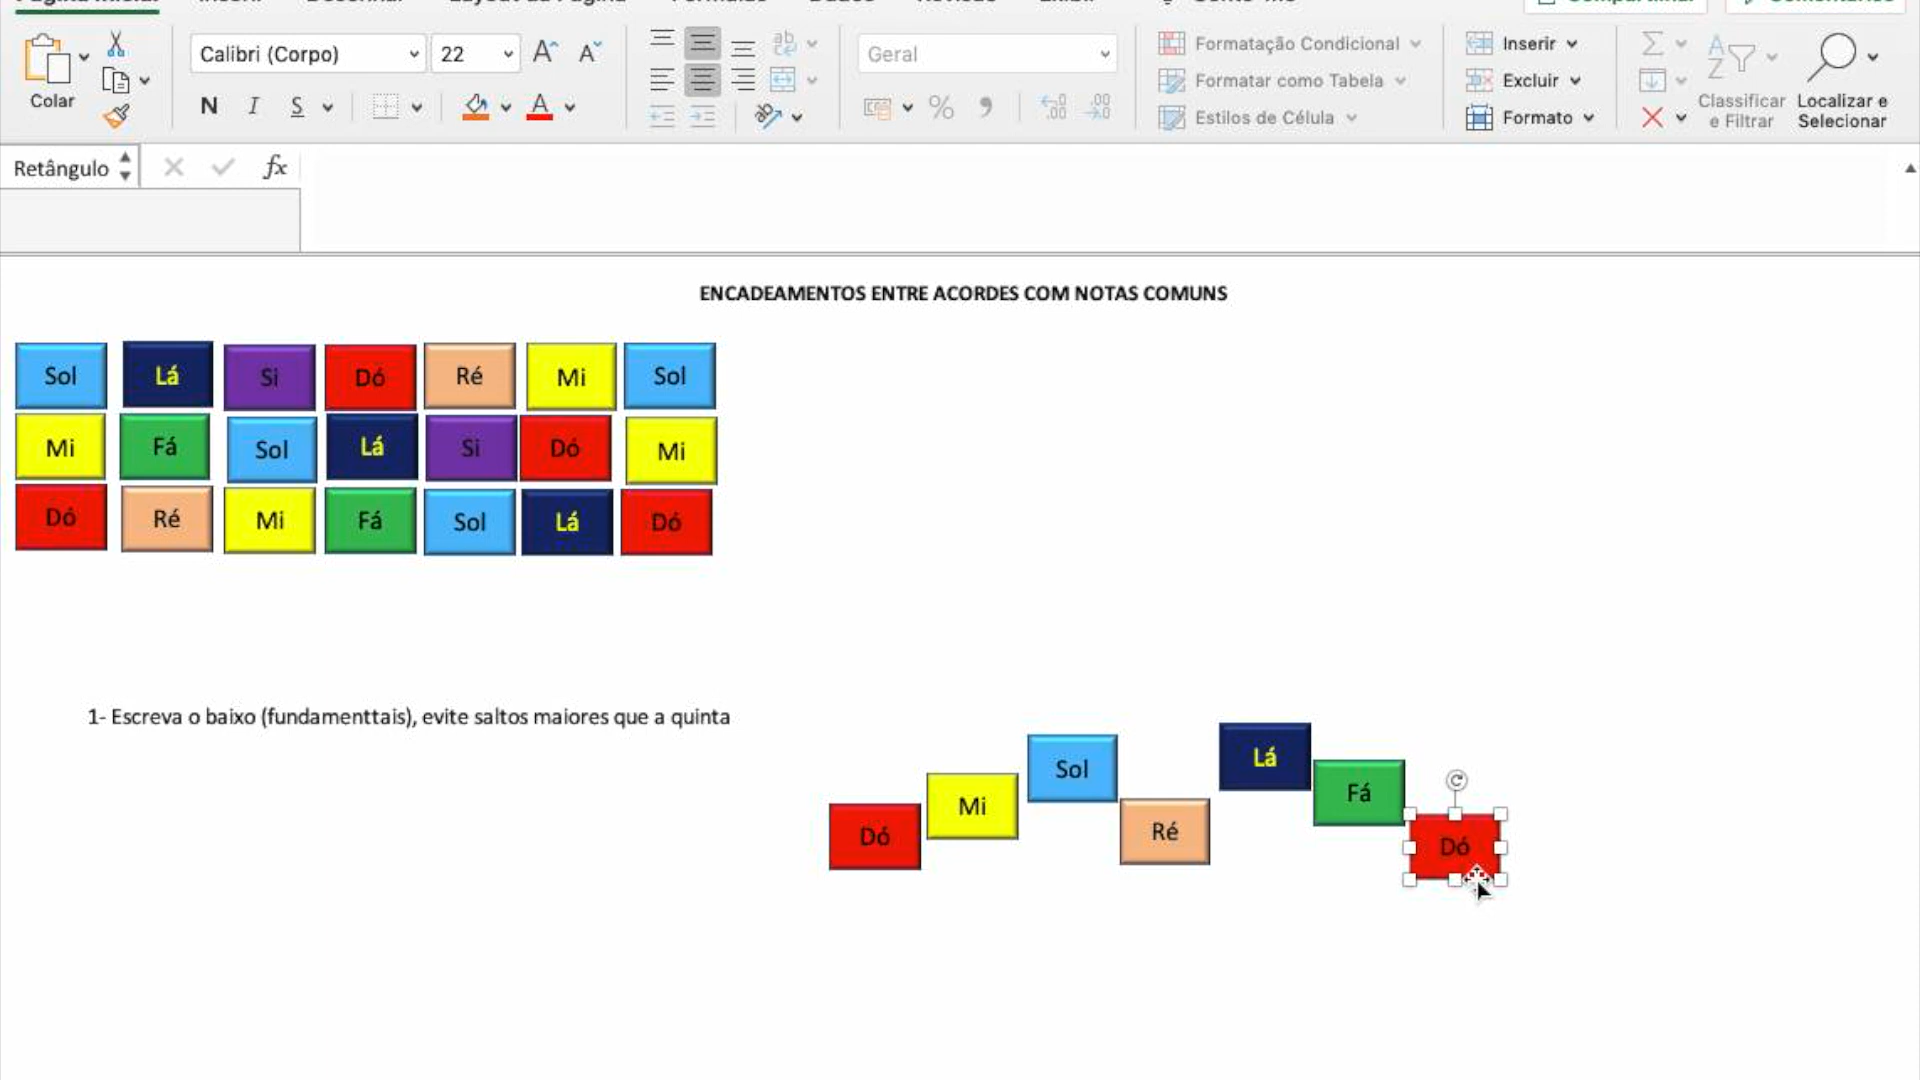 Calibri (Corpo) 22 Geral Formatação Condicional Inserir
Formatar como Tabela Excluir
Colar N I S A % Estilos de Célula Formato Classificar e Filtrar Localizar e Selecionar
Retângulo fx
ENCADEAMENTOS ENTRE ACORDES COM NOTAS COMUNS
Sol Lá Si Dó Ré Mi Sol
Mi Fá Sol Lá Si Dó Mi
Dó Ré Mi Fá Sol Lá Dó
1- Escreva o baixo (fundamenttais), evite saltos maiores que a quinta
Dó Mi Sol Ré Lá Fá Dó